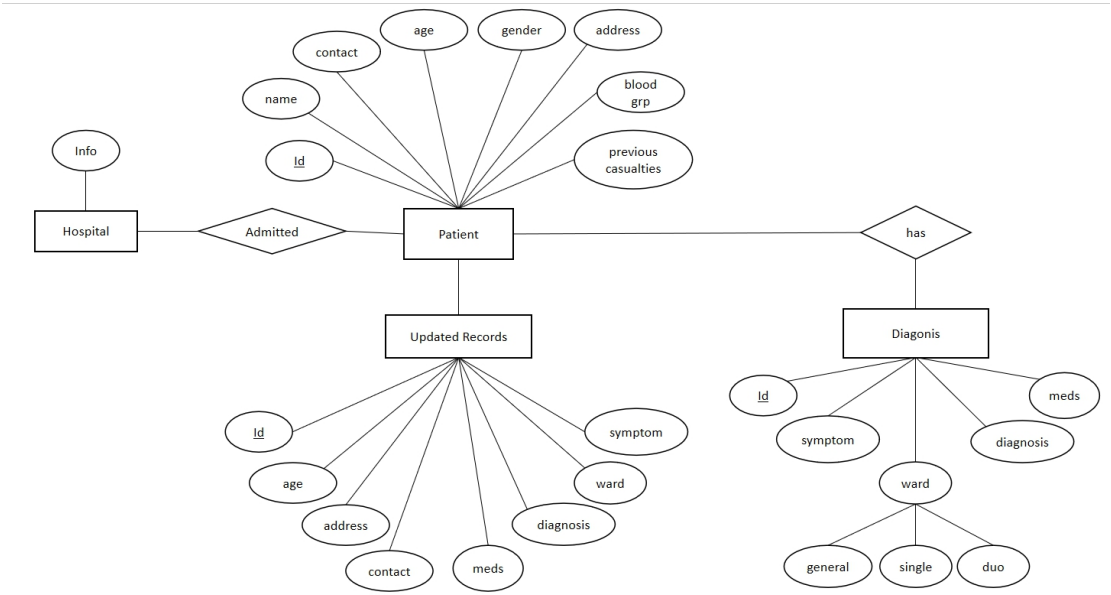 age
gender
address
contact
blood
grp
name
previous
casualties
Id
Info
Hospital
Admitted
Patient
has
Updated Records
Diagonis
Id
age
address
contact
meds
diagnosis
ward
symptom
Id
symptom
ward
diagnosis
meds
general
single
duo